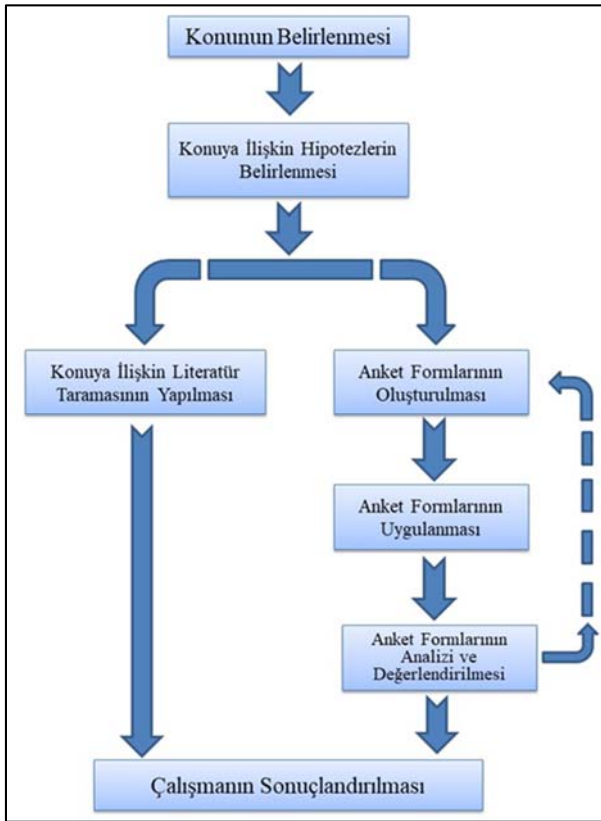 Konunun Belirlenmesi
Konuya İlişkin Hipotezlerin
Belirlenmesi
Konuya İlişkin Literatür
Taramasının Yapılması
Anket Formlarının
Oluşturulması
Anket Formlarının
Uygulanması
Anket Formlarının
Analizi ve
Değerlendirilmesi
Çalışmanın Sonuçlandırılması